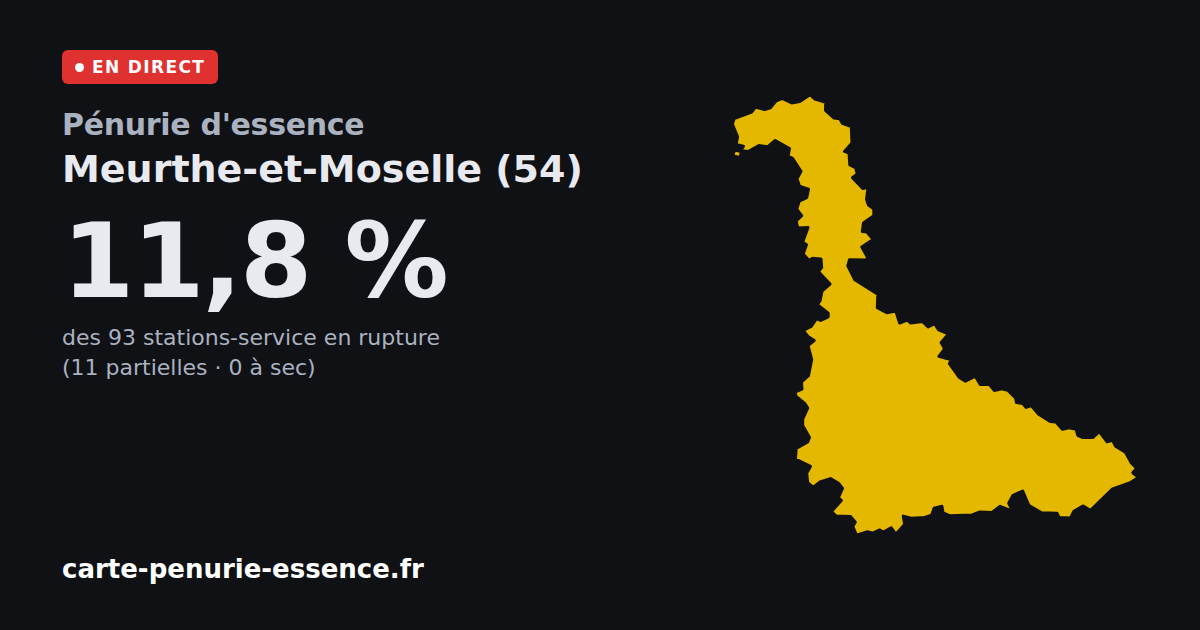 EN DIRECT
Pénurie d'essence
Meurthe-et-Moselle (54)
11,8 %
des 93 stations-service en rupture
(11 partielles · 0 à sec)
carte-penurie-essence.fr